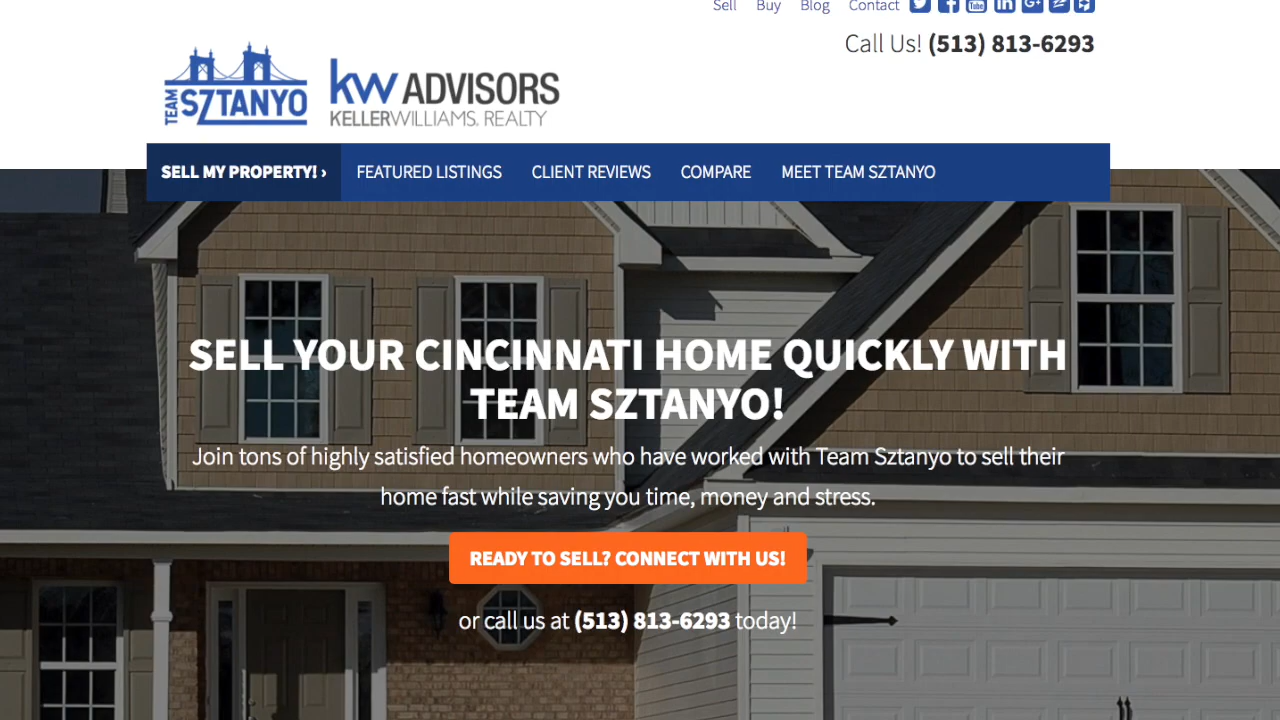 Sell Buy Blog Contact
Call Us! (513) 813-6293
TEAM SZTANYO
kw ADVISORS
KELLERWILLIAMS. REALTY
SELL MY PROPERTY! › FEATURED LISTINGS CLIENT REVIEWS COMPARE MEET TEAM SZTANYO
SELL YOUR CINCINNATI HOME QUICKLY WITH
TEAM SZTANYO!
Join tons of highly satisfied homeowners who have worked with Team Sztanyo to sell their
home fast while saving you time, money and stress.
READY TO SELL? CONNECT WITH US!
or call us at (513) 813-6293 today!